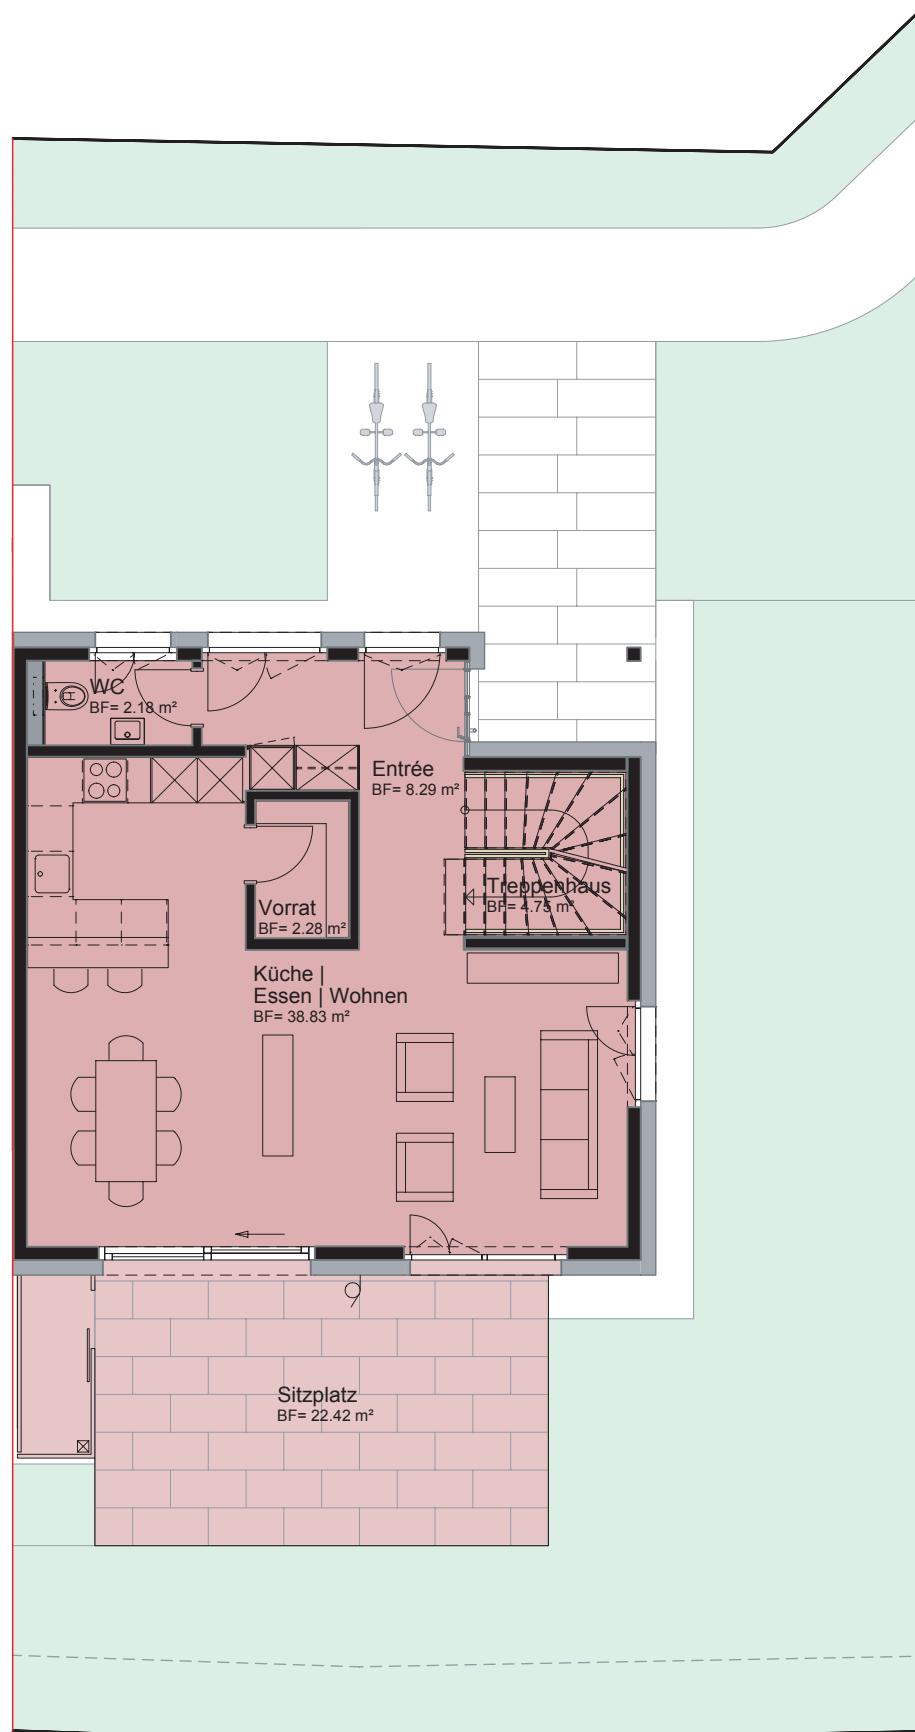 WC
BF= 2.18 m²
Entrée
BF= 8.29 m²
Treppenhaus
BF= 4.75 m²
Vorrat
BF= 2.28 m²
Küche |
Essen | Wohnen
BF= 38.83 m²
Sitzplatz
BF= 22.42 m²